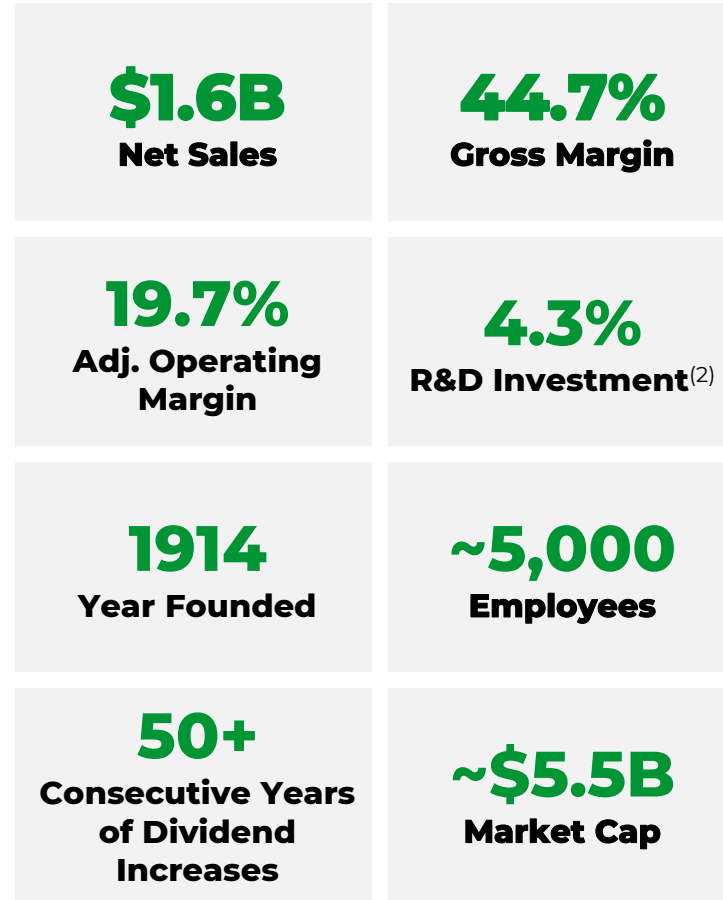 $1.6B
Net Sales
44.7%
Gross Margin
19.7%
Adj. Operating
Margin
4.3%
R&D Investment(2)
1914
Year Founded
~5,000
Employees
50+
Consecutive Years
of Dividend
Increases
~$5.5B
Market Cap